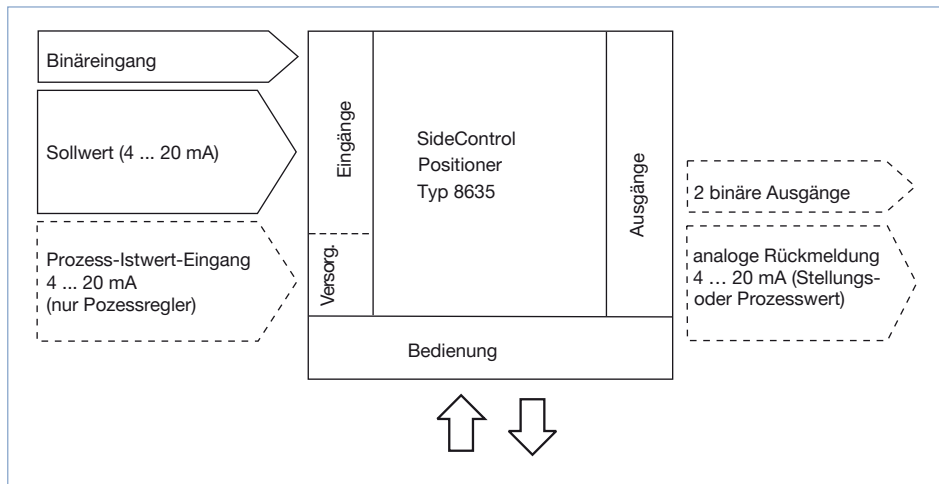 Binäreingang
Sollwert (4 ... 20 mA)
Prozess-Istwert-Eingang
4 ... 20 mA
(nur Pozessregler)
Eingänge
Versorg.
SideControl
Positioner
Typ 8635
Ausgänge
Bedienung
2 binäre Ausgänge
analoge Rückmeldung
4 … 20 mA (Stellungs-
oder Prozesswert)